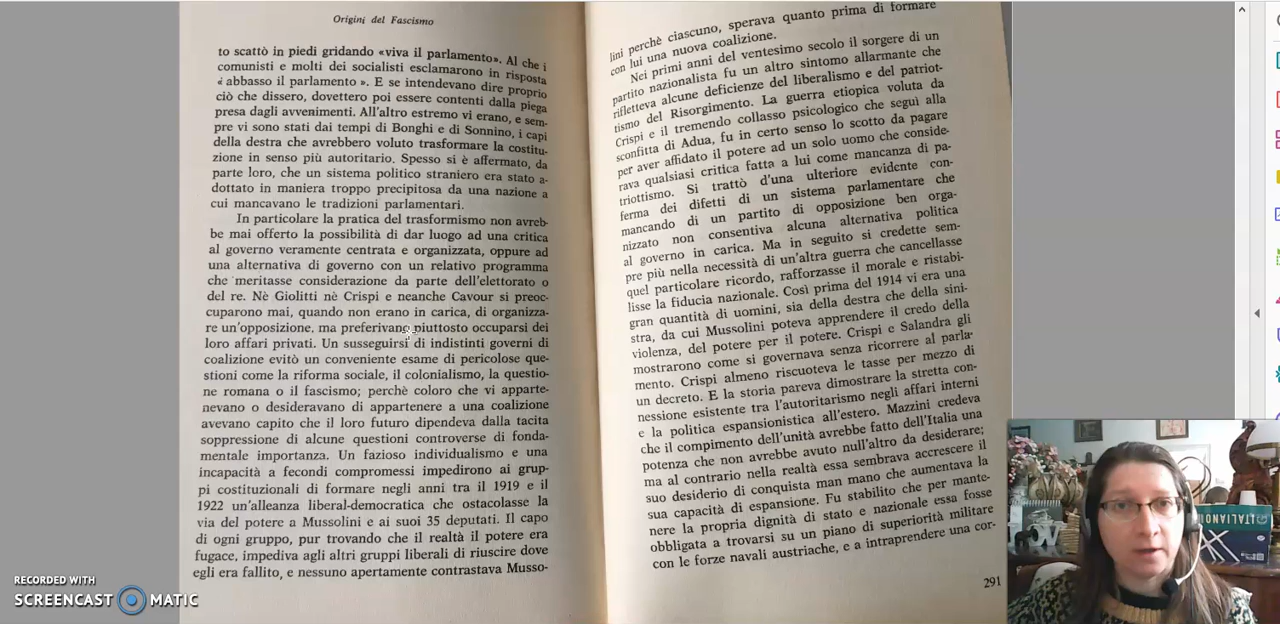 Origini del Fascismo
to scattò in piedi gridando «viva il parlamento». Al che i
comunisti e molti dei socialisti esclamarono in risposta
« abbasso il parlamento ». E se intendevano dire proprio
ciò che dissero, dovettero poi essere contenti dalla piega
presa dagli avvenimenti. All'altro estremo vi erano, e sem-
pre vi sono stati dai tempi di Bonghi e di Sonnino, i capi
della destra che avrebbero voluto trasformare la costitu-
zione in senso più autoritario. Spesso si è affermato, da
parte loro, che un sistema politico straniero era stato a-
dottato in maniera troppo precipitosa da una nazione a
cui mancavano le tradizioni parlamentari.
In particolare la pratica del trasformismo non avreb-
be mai offerto la possibilità di dar luogo ad una critica
al governo veramente centrata e organizzata, oppure ad
una alternativa di governo con un relativo programma
che meritasse considerazione da parte dell'elettorato o
del re. Nè Giolitti nè Crispi e neanche Cavour si preoc-
cuparono mai, quando non erano in carica, di organizza-
re un'opposizione, ma preferivano piuttosto occuparsi dei
loro affari privati. Un susseguirsi di indistinti governi di
coalizione evitò un conveniente esame di pericolose que-
stioni come la riforma sociale, il colonialismo, la questio-
ne romana o il fascismo; perchè coloro che vi apparte-
nevano o desideravano di appartenere a una coalizione
avevano capito che il loro futuro dipendeva dalla tacita
soppressione di alcune questioni controverse di fonda-
mentale importanza. Un fazioso individualismo e una
incapacità a fecondi compromessi impedirono ai grup-
pi costituzionali di formare negli anni tra il 1919 e il
1922 un'alleanza liberal-democratica che ostacolasse la
via del potere a Mussolini e ai suoi 35 deputati. Il capo
di ogni gruppo, pur trovando che il realtà il potere era
fugace, impediva agli altri gruppi liberali di riuscire dove
egli era fallito, e nessuno apertamente contrastava Musso-
lini perchè ciascuno, sperava quanto prima di formare
con lui una nuova coalizione.
Nei primi anni del ventesimo secolo il sorgere di un
partito nazionalista fu un altro sintomo allarmante che
rifletteva alcune deficienze del liberalismo e del patriot-
tismo del Risorgimento. La guerra etiopica voluta da
Crispi e il tremendo collasso psicologico che seguì alla
sconfitta di Adua, fu in certo senso lo scotto da pagare
per aver affidato il potere ad un solo uomo che conside-
rava qualsiasi critica fatta a lui come mancanza di pa-
triottismo. Si trattò d'una ulteriore evidente con-
ferma dei difetti di un sistema parlamentare che
mancando di un partito di opposizione ben orga-
nizzato non consentiva alcuna alternativa politica
al governo in carica. Ma in seguito si credette sem-
pre più nella necessità di un'altra guerra che cancellasse
quel particolare ricordo, rafforzasse il morale e ristabi-
lisse la fiducia nazionale. Così prima del 1914 vi era una
gran quantità di uomini, sia della destra che della sini-
stra, da cui Mussolini poteva apprendere il credo della
violenza, del potere per il potere. Crispi e Salandra gli
mostrarono come si governava senza ricorrere al parla-
mento. Crispi almeno riscuoteva le tasse per mezzo di
un decreto. E la storia pareva dimostrare la stretta con-
nessione esistente tra l'autoritarismo negli affari interni
e la politica espansionistica all'estero. Mazzini credeva
che il compimento dell'unità avrebbe fatto dell'Italia una
potenza che non avrebbe avuto null'altro da desiderare;
ma al contrario nella realtà essa sembrava accrescere il
suo desiderio di conquista man mano che aumentava la
sua capacità di espansione. Fu stabilito che per mante-
nere la propria dignità di stato e nazionale essa fosse
obbligata a trovarsi su un piano di superiorità militare
con le forze navali austriache, e a intraprendere una cor-
291
RECORDED WITH
SCREENCAST MATIC
ITALIANO